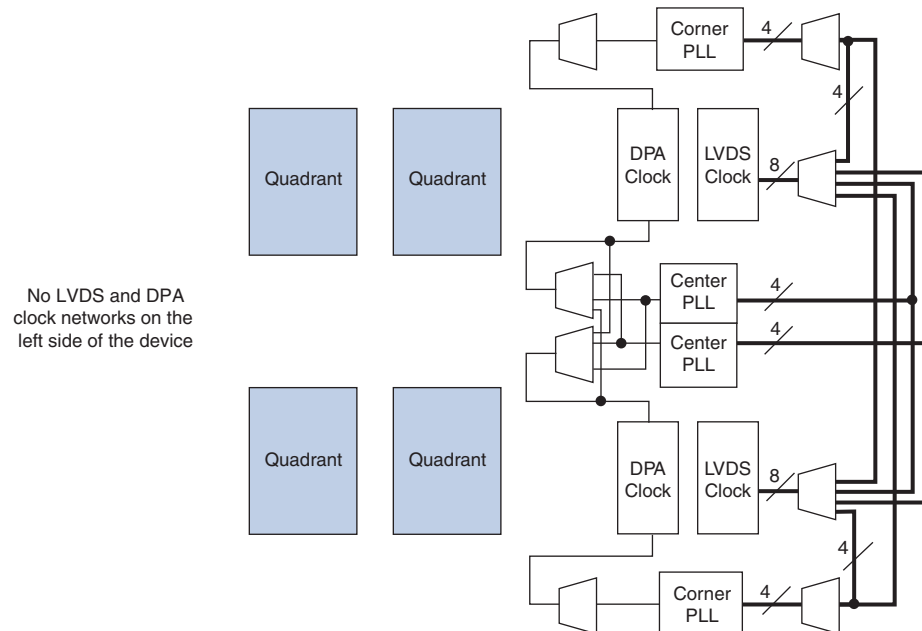 Corner
PLL
4
4
DPA
Clock
LVDS
Clock
8
Quadrant
Quadrant
No LVDS and DPA
clock networks on the
left side of the device
Center
PLL
4
Center
PLL
4
Quadrant
Quadrant
DPA
Clock
LVDS
Clock
8
4
Corner
PLL
4